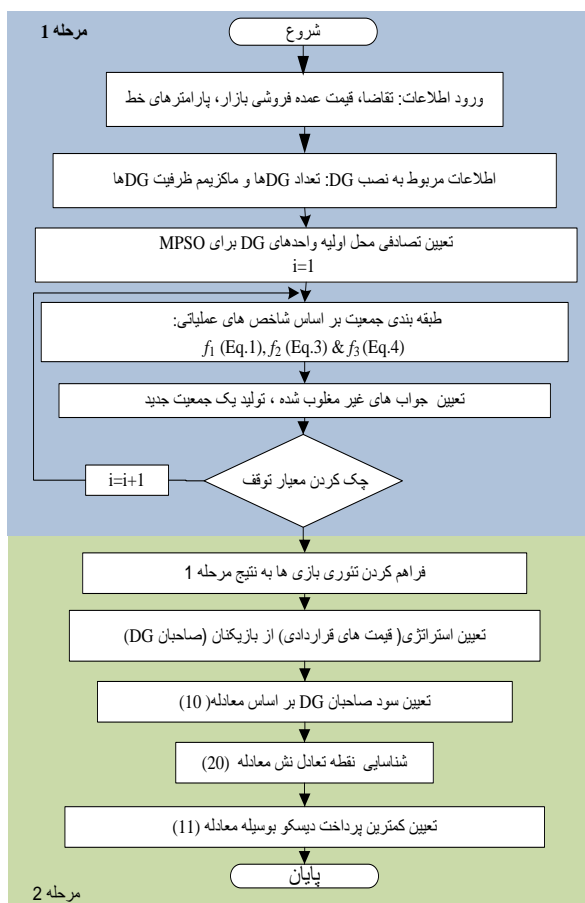 مرحله 1
شروع
ورود اطلاعات: تقاضا، قیمت عمده فروشی بازار، پارامترهای خط
اطلاعات مربوط به نصب DG: تعداد DGها و ماکزیمم ظرفیت DGها
تعیین تصادفی محل اولیه واحدهای DG برای MPSO
i=1
طبقه بندی جمعیت بر اساس شاخص های عملیاتی:
f1 (Eq.1), f2 (Eq.3) & f3 (Eq.4)
تعیین جواب های غیر مغلوب شده ، تولید یک جمعیت جدید
چک کردن معیار توقف
i=i+1
فراهم کردن تئوری بازی ها به نتیج مرحله 1
تعیین استراتژی( قیمت های قراردادی) از بازیکنان (صاحبان DG)
تعیین سود صاحبان DG بر اساس معادله( 10)
شناسایی نقطه تعادل نش معادله (20)
تعیین کمترین پرداخت دیسکو بوسیله معادله (11)
پایان
مرحله 2